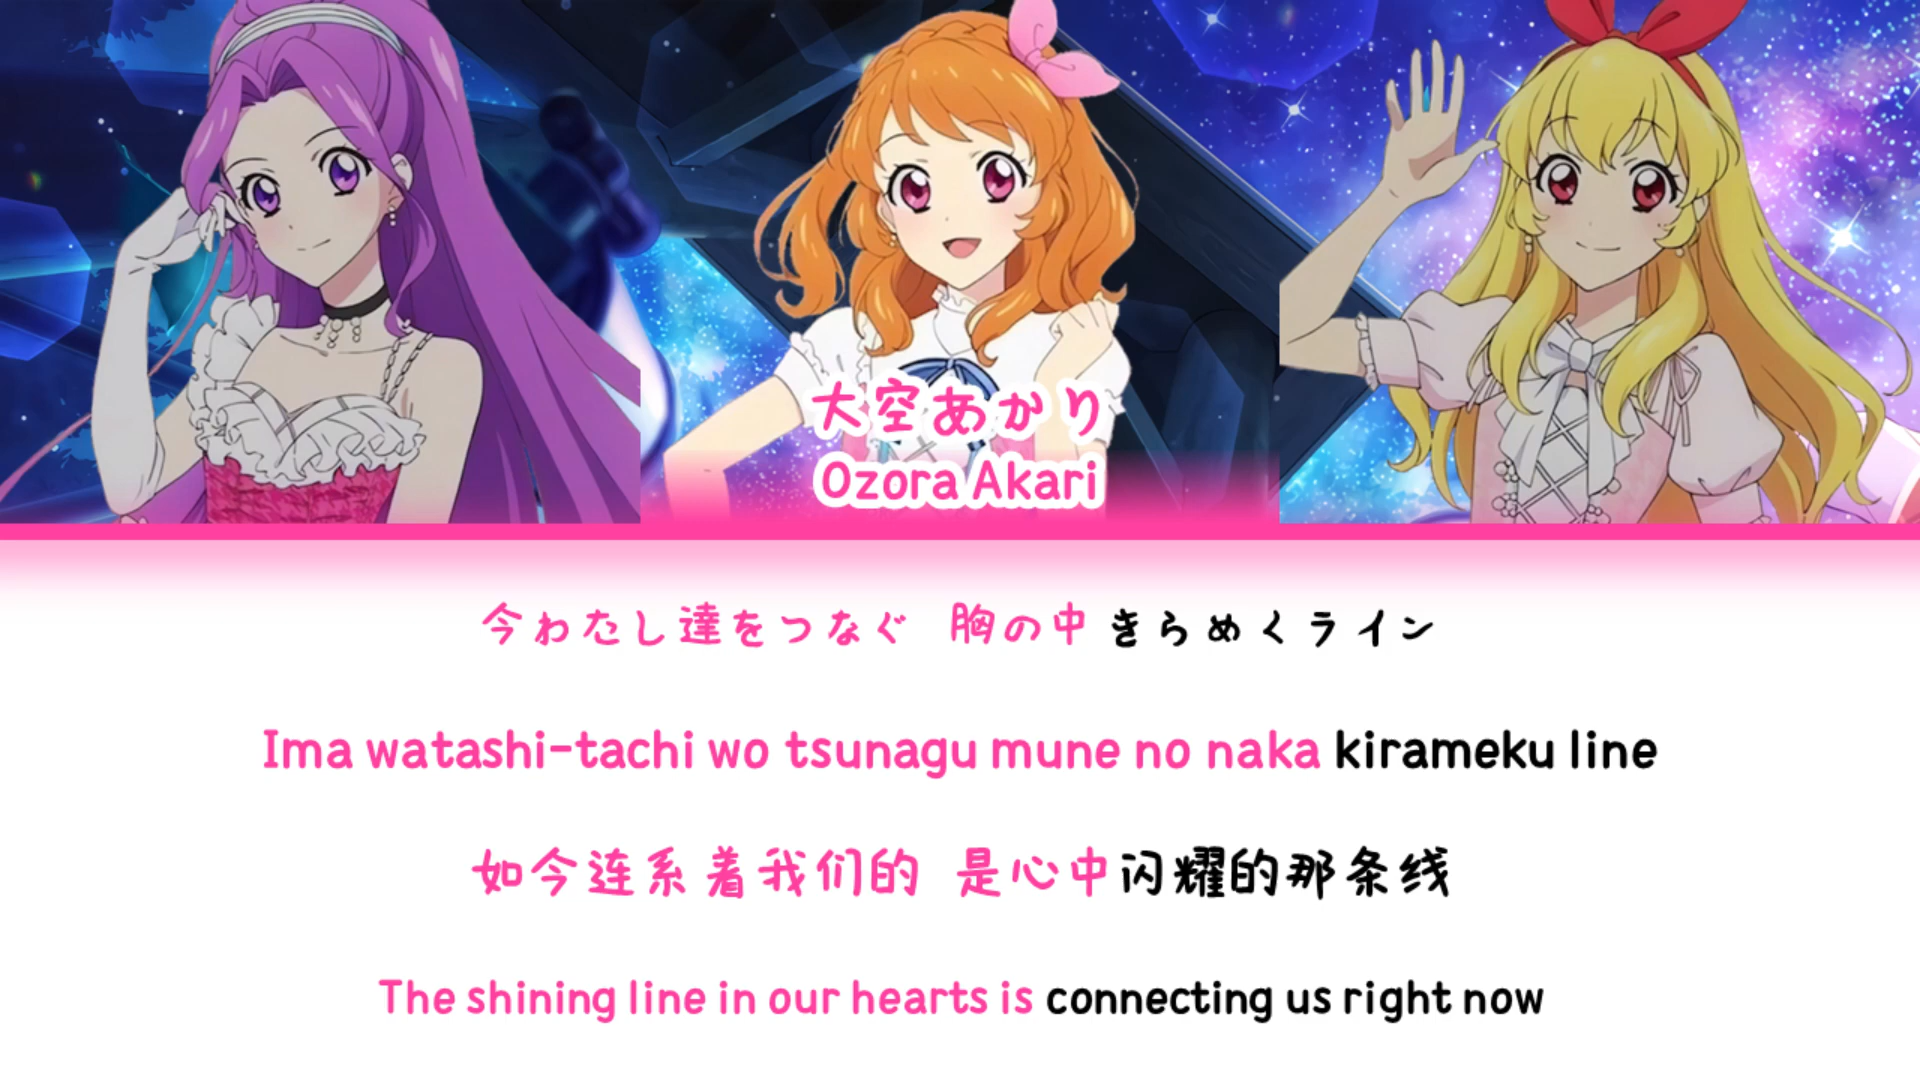 大空あかり
Ozora Akari
今わたし達をつなぐ 胸の中 きらめくライン
Ima watashi-tachi wo tsunagu mune no naka kirameku line
如今连系着我们的 是心中闪耀的那条线
The shining line in our hearts is connecting us right now